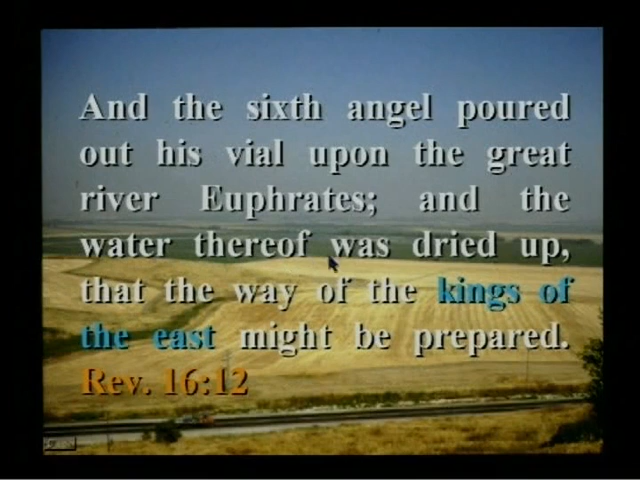 And the sixth angel poured
out his vial upon the great
river Euphrates; and the
water thereof was dried up,
that the way of the kings of
the east might be prepared.
Rev. 16:12